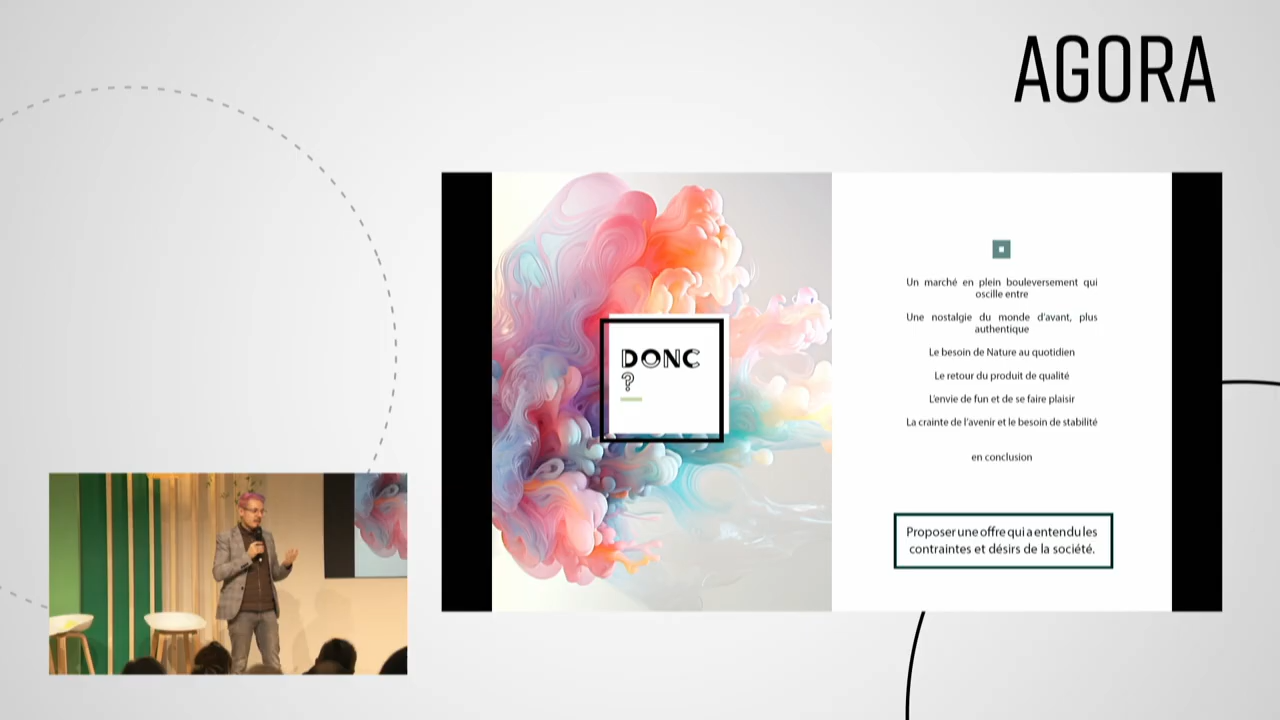 AGORA
DONC
?
Un marché en plein bouleversement qui
oscille entre
Une nostalgie du monde d'avant, plus
authentique
Le besoin de Nature au quotidien
Le retour du produit de qualité
L'envie de fun et de se faire plaisir
La crainte de l'avenir et le besoin de stabilité
en conclusion
Proposer une offre qui a entendu les
contraintes et désirs de la société.